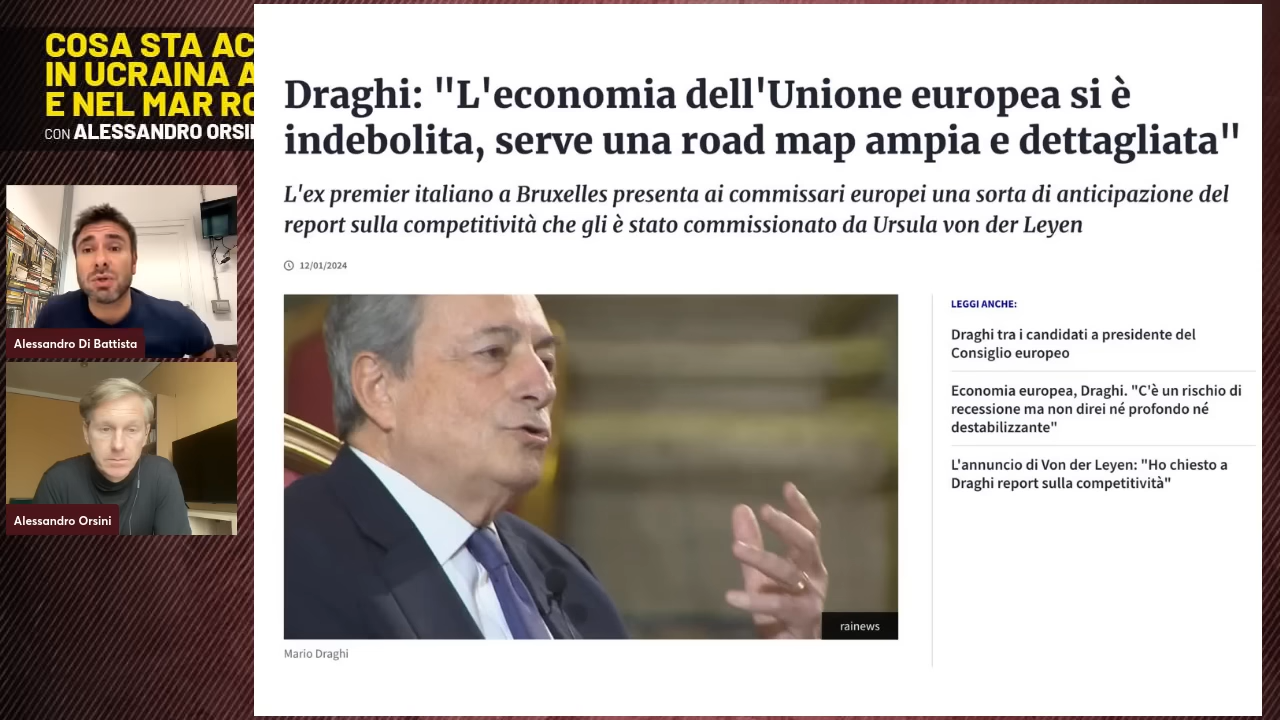 COSA STA AC
IN UCRAINA A
E NEL MAR RO
CON ALESSANDRO ORSI
Alessandro Di Battista
Alessandro Orsini
Draghi: "L'economia dell'Unione europea si è
indebolita, serve una road map ampia e dettagliata"
L'ex premier italiano a Bruxelles presenta ai commissari europei una sorta di anticipazione del
report sulla competitività che gli è stato commissionato da Ursula von der Leyen
12/01/2024
rainews
Mario Draghi
LEGGI ANCHE:
Draghi tra i candidati a presidente del
Consiglio europeo
Economia europea, Draghi. "C'è un rischio di
recessione ma non direi né profondo né
destabilizzante"
L'annuncio di Von der Leyen: "Ho chiesto a
Draghi report sulla competitività"